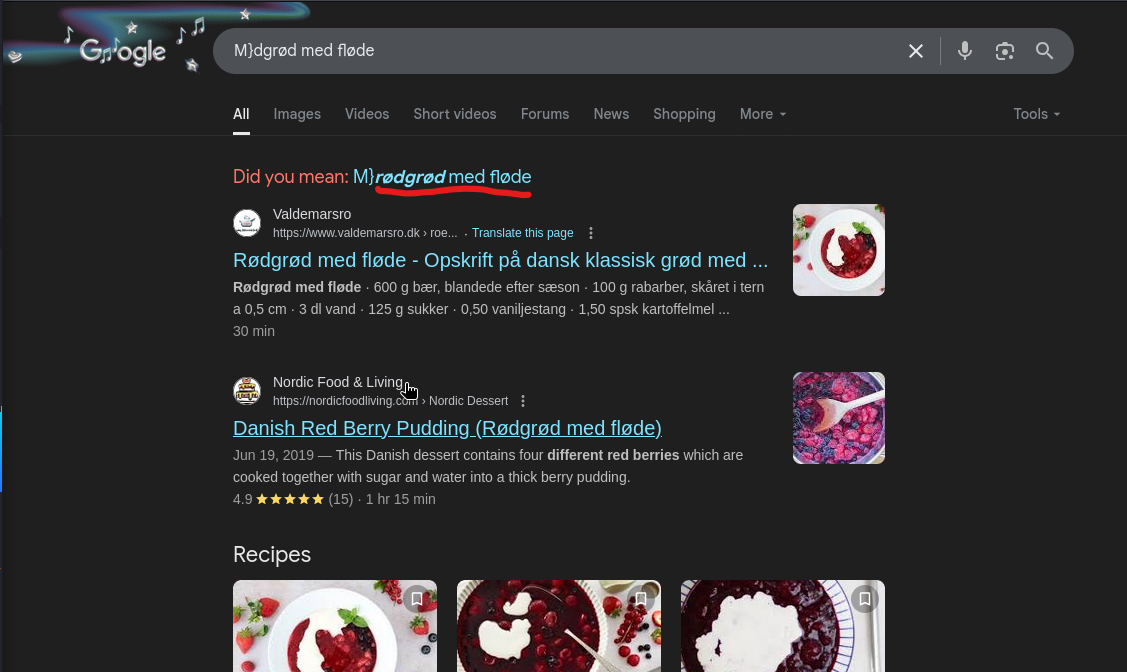 Google
M}dgrød med fløde
All Images Videos Short videos Forums News Shopping More Tools
Did you mean: M}rødgrød med fløde
Valdemarsro
https://www.valdemarsro.dk › roe... · Translate this page
Rødgrød med fløde - Opskrift på dansk klassisk grød med ...
Rødgrød med fløde · 600 g bær, blandede efter sæson · 100 g rabarber, skåret i tern
a 0,5 cm · 3 dl vand · 125 g sukker · 0,50 vaniljestang · 1,50 spsk kartoffelmel ...
30 min
Nordic Food & Living
https://nordicfoodliving.com › Nordic Dessert
Danish Red Berry Pudding (Rødgrød med fløde)
Jun 19, 2019 — This Danish dessert contains four different red berries which are
cooked together with sugar and water into a thick berry pudding.
4.9 ★★★★★ (15) · 1 hr 15 min
Recipes